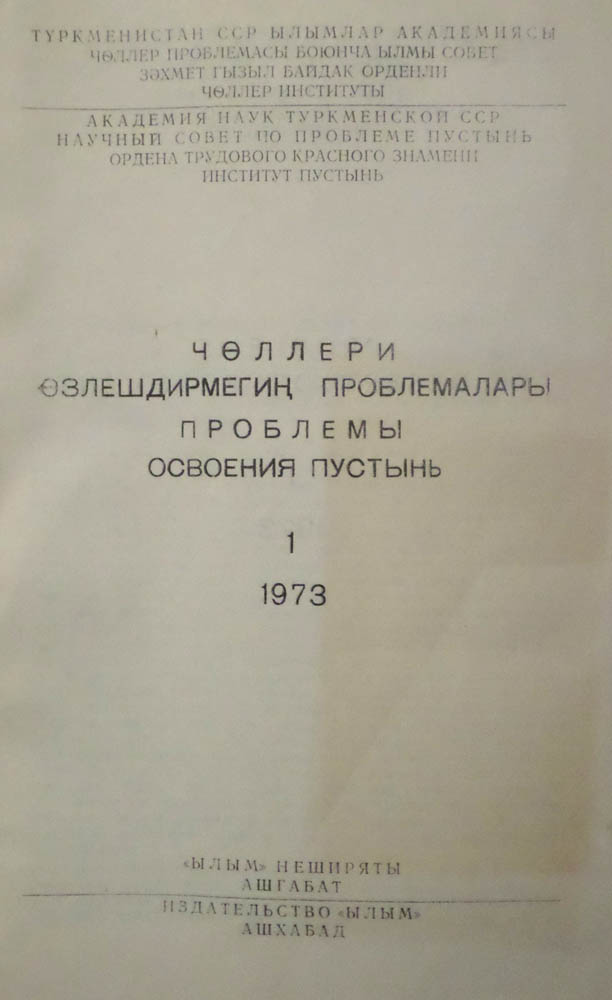 ТҮРКМЕНИСТАН ССР ЫЛЫМЛАР АКАДЕМИЯСЫ
ЧӨЛЛЕР ПРОБЛЕМАСЫ БОЮНЧА ЫЛМЫ СОВЕТ
ЗӘХМЕТ ГЫЗЫЛ БАЙДАК ОРДЕНЛИ
ЧӨЛЛЕР ИНСТИТУТЫ
АКАДЕМИЯ НАУК ТУРКМЕНСКОЙ ССР
НАУЧНЫЙ СОВЕТ ПО ПРОБЛЕМЕ ПУСТЫНЬ
ОРДЕНА ТРУДОВОГО КРАСНОГО ЗНАМЕНИ
ИНСТИТУТ ПУСТЫНЬ
ЧӨЛЛЕРИ
ӨЗЛЕШДИРМЕГИҢ ПРОБЛЕМАЛАРЫ
ПРОБЛЕМЫ
ОСВОЕНИЯ ПУСТЫНЬ
1
1973
«ЫЛЫМ» НЕШИРЯТЫ
АШГАБАТ
ИЗДАТЕЛЬСТВО «ЫЛЫМ»
АШХАБАД